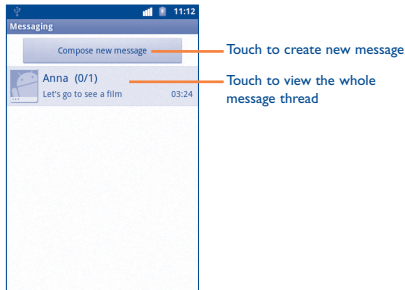 11:12
Messaging
Compose new message
Touch to create new message
Anna (0/1)
Let's go to see a film 03:24
Touch to view the whole
message thread